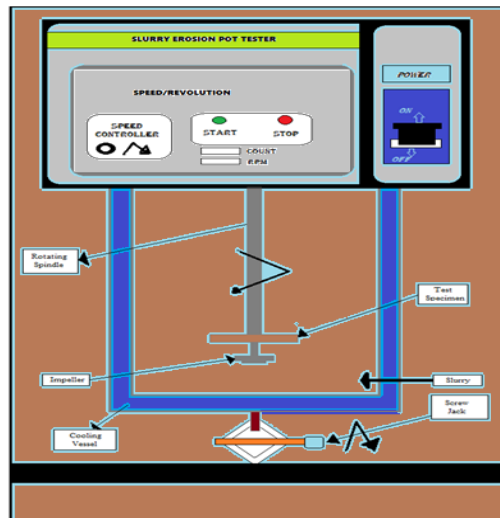 SLURRY EROSION POT TESTER
SPEED/REVOLUTION
POWER
SPEED
CONTROLLER
START
STOP
COUNT
RPM
ON
OFF
Rotating
Spindle
Test
Specimen
Impeller
Slurry
Screw
Jack
Cooling
Vessel